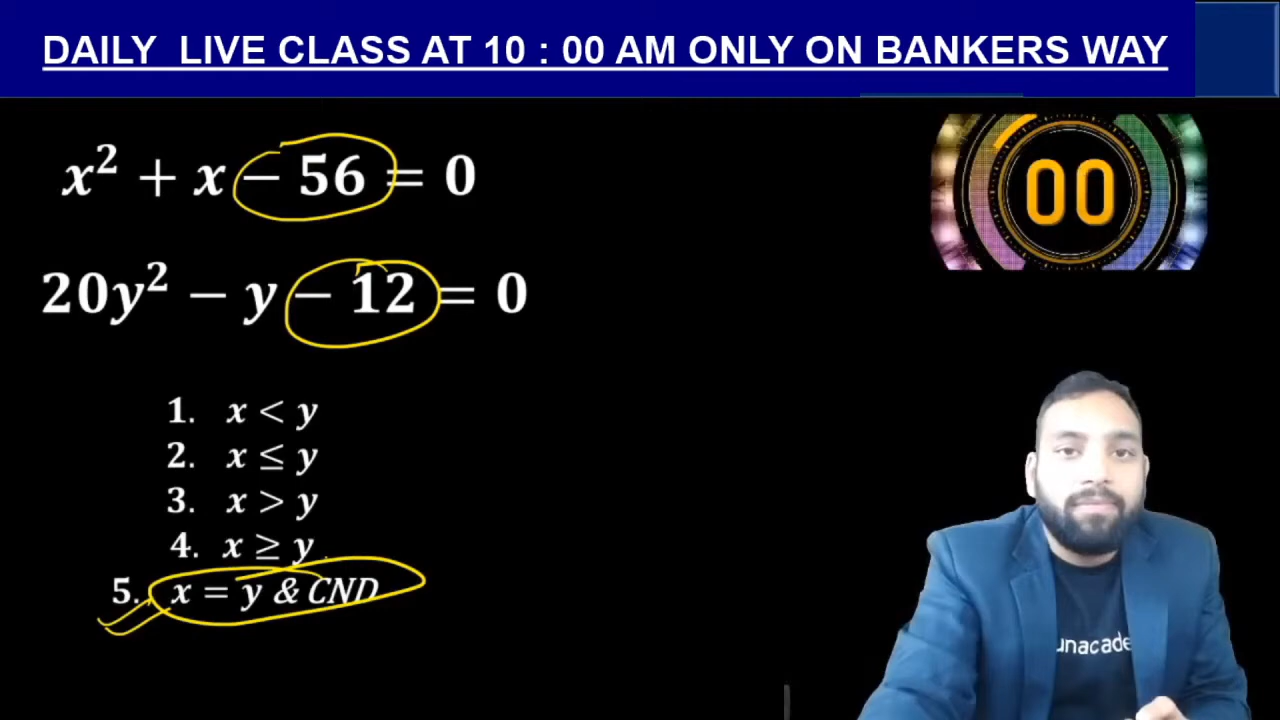 DAILY LIVE CLASS AT 10 : 00 AM ONLY ON BANKERS WAY
x² + x − 56 = 0
00
20y² − y − 12 = 0
1. x < y
2. x ≤ y
3. x > y
4. x ≥ y
5. x = y & CND
unacade